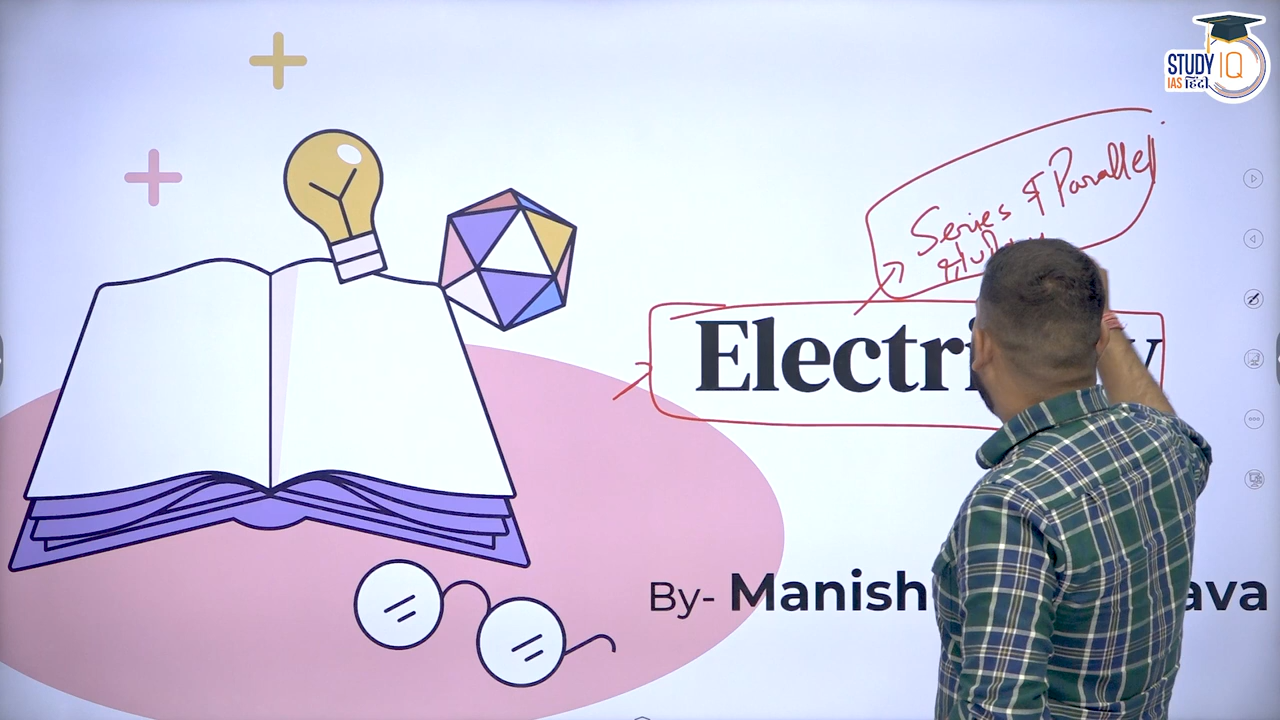 STUDY IQ
IAS हिंदी
Series & Parallel
Electri y
By- Manish ava